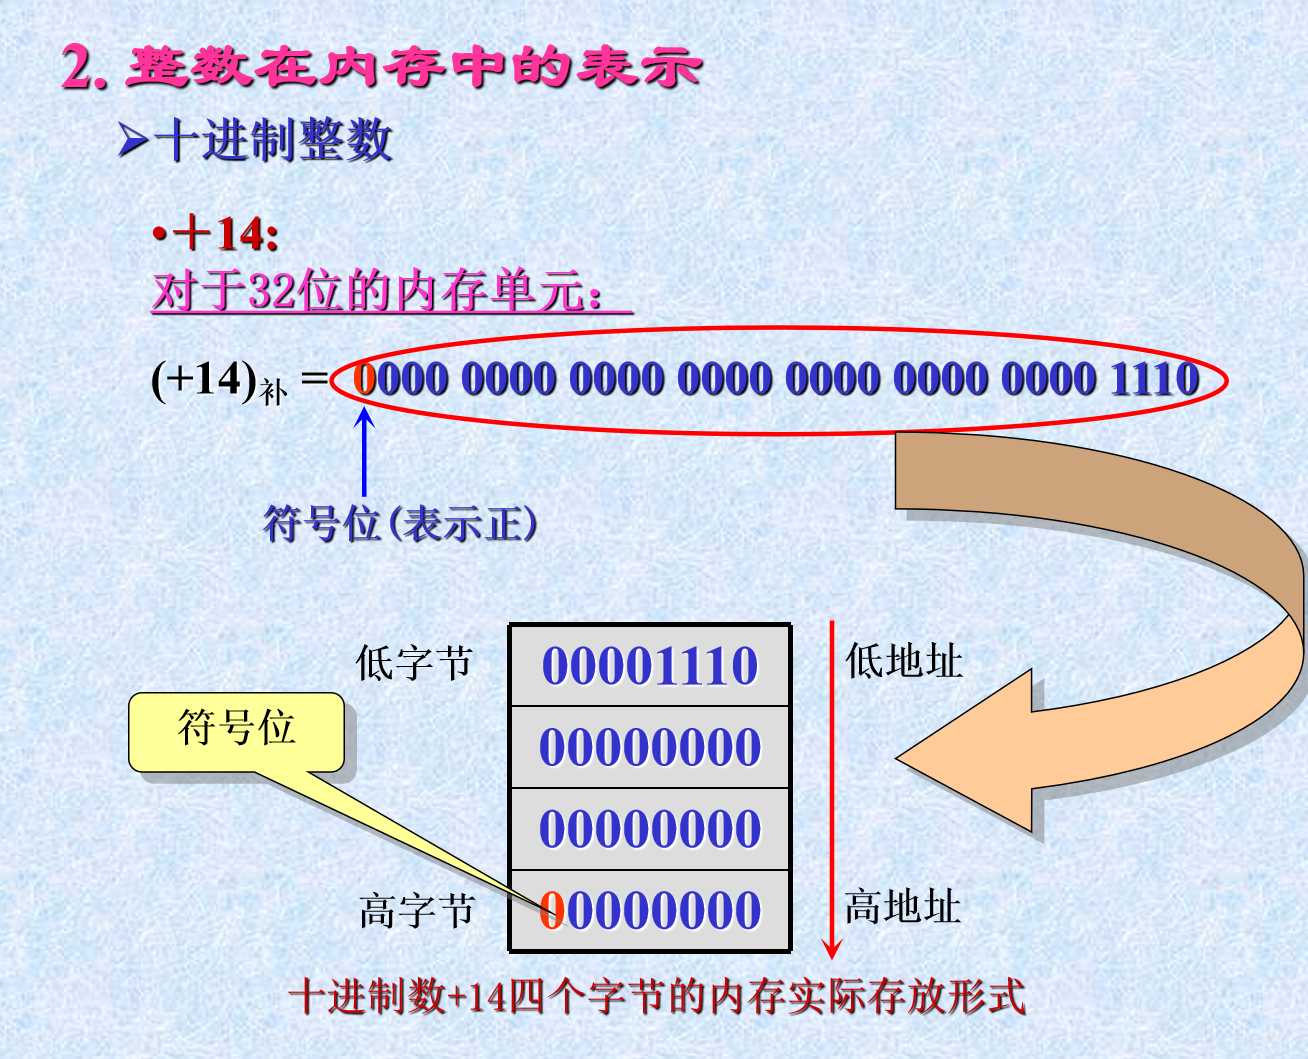 2. 整数在内存中的表示
➢十进制整数
•＋14:
对于32位的内存单元：
(+14)补 = 0000 0000 0000 0000 0000 0000 0000 1110
符号位(表示正)
低字节 00001110 低地址
符号位
00000000
00000000
高字节 00000000 高地址
十进制数+14四个字节的内存实际存放形式